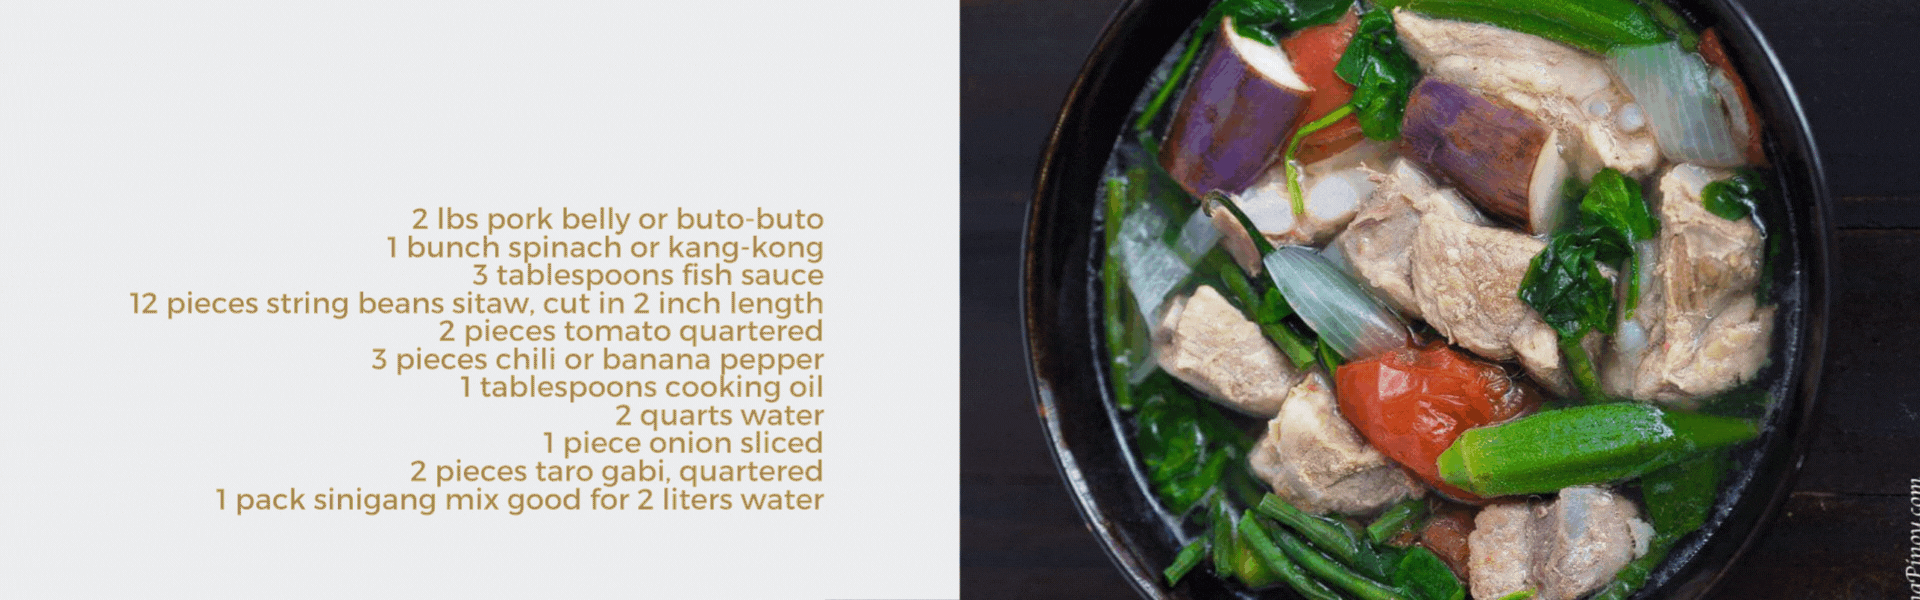 2 lbs pork belly or buto-buto
1 bunch spinach or kang-kong
3 tablespoons fish sauce
12 pieces string beans sitaw, cut in 2 inch length
2 pieces tomato quartered
3 pieces chili or banana pepper
1 tablespoons cooking oil
2 quarts water
1 piece onion sliced
2 pieces taro gabi, quartered
1 pack sinigang mix good for 2 liters water